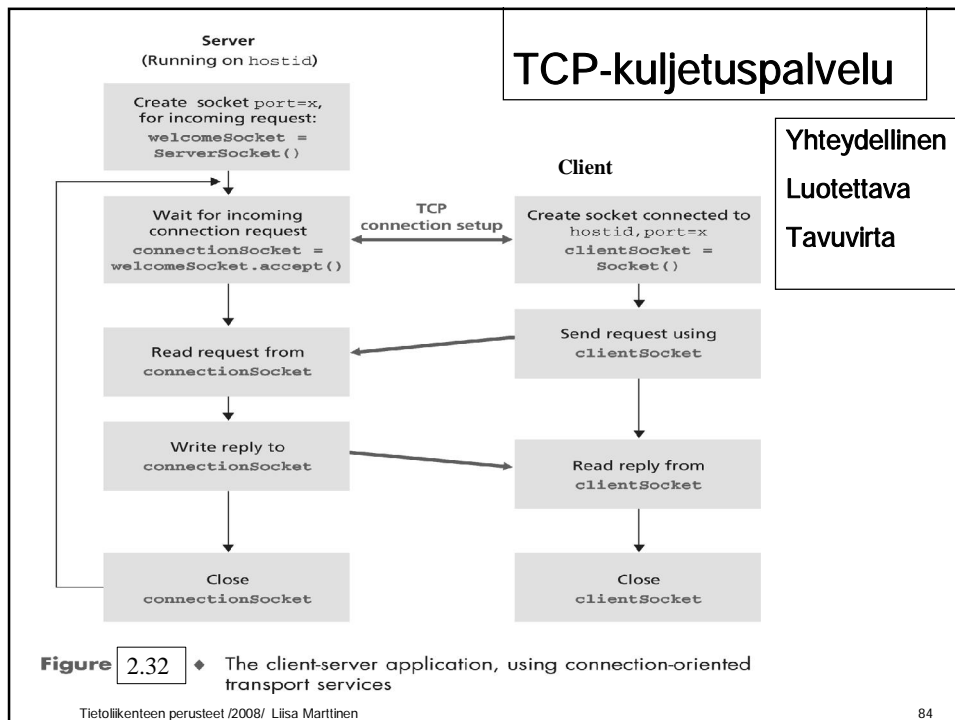 TCP-kuljetuspalvelu
Yhteydellinen
Luotettava
Tavuvirta
Server
(Running on hostid)
Create socket port=x,
for incoming request:
welcomeSocket =
ServerSocket()
Wait for incoming
connection request
connectionSocket =
welcomeSocket.accept()
Read request from
connectionSocket
Write reply to
connectionSocket
Close
connectionSocket
TCP
connection setup
Client
Create socket connected to
hostid,port=x
clientSocket =
Socket()
Send request using
clientSocket
Read reply from
clientSocket
Close
clientSocket
Figure 2.32 ◆ The client-server application, using connection-oriented
transport services
Tietoliikenteen perusteet /2008/ Liisa Marttinen
84